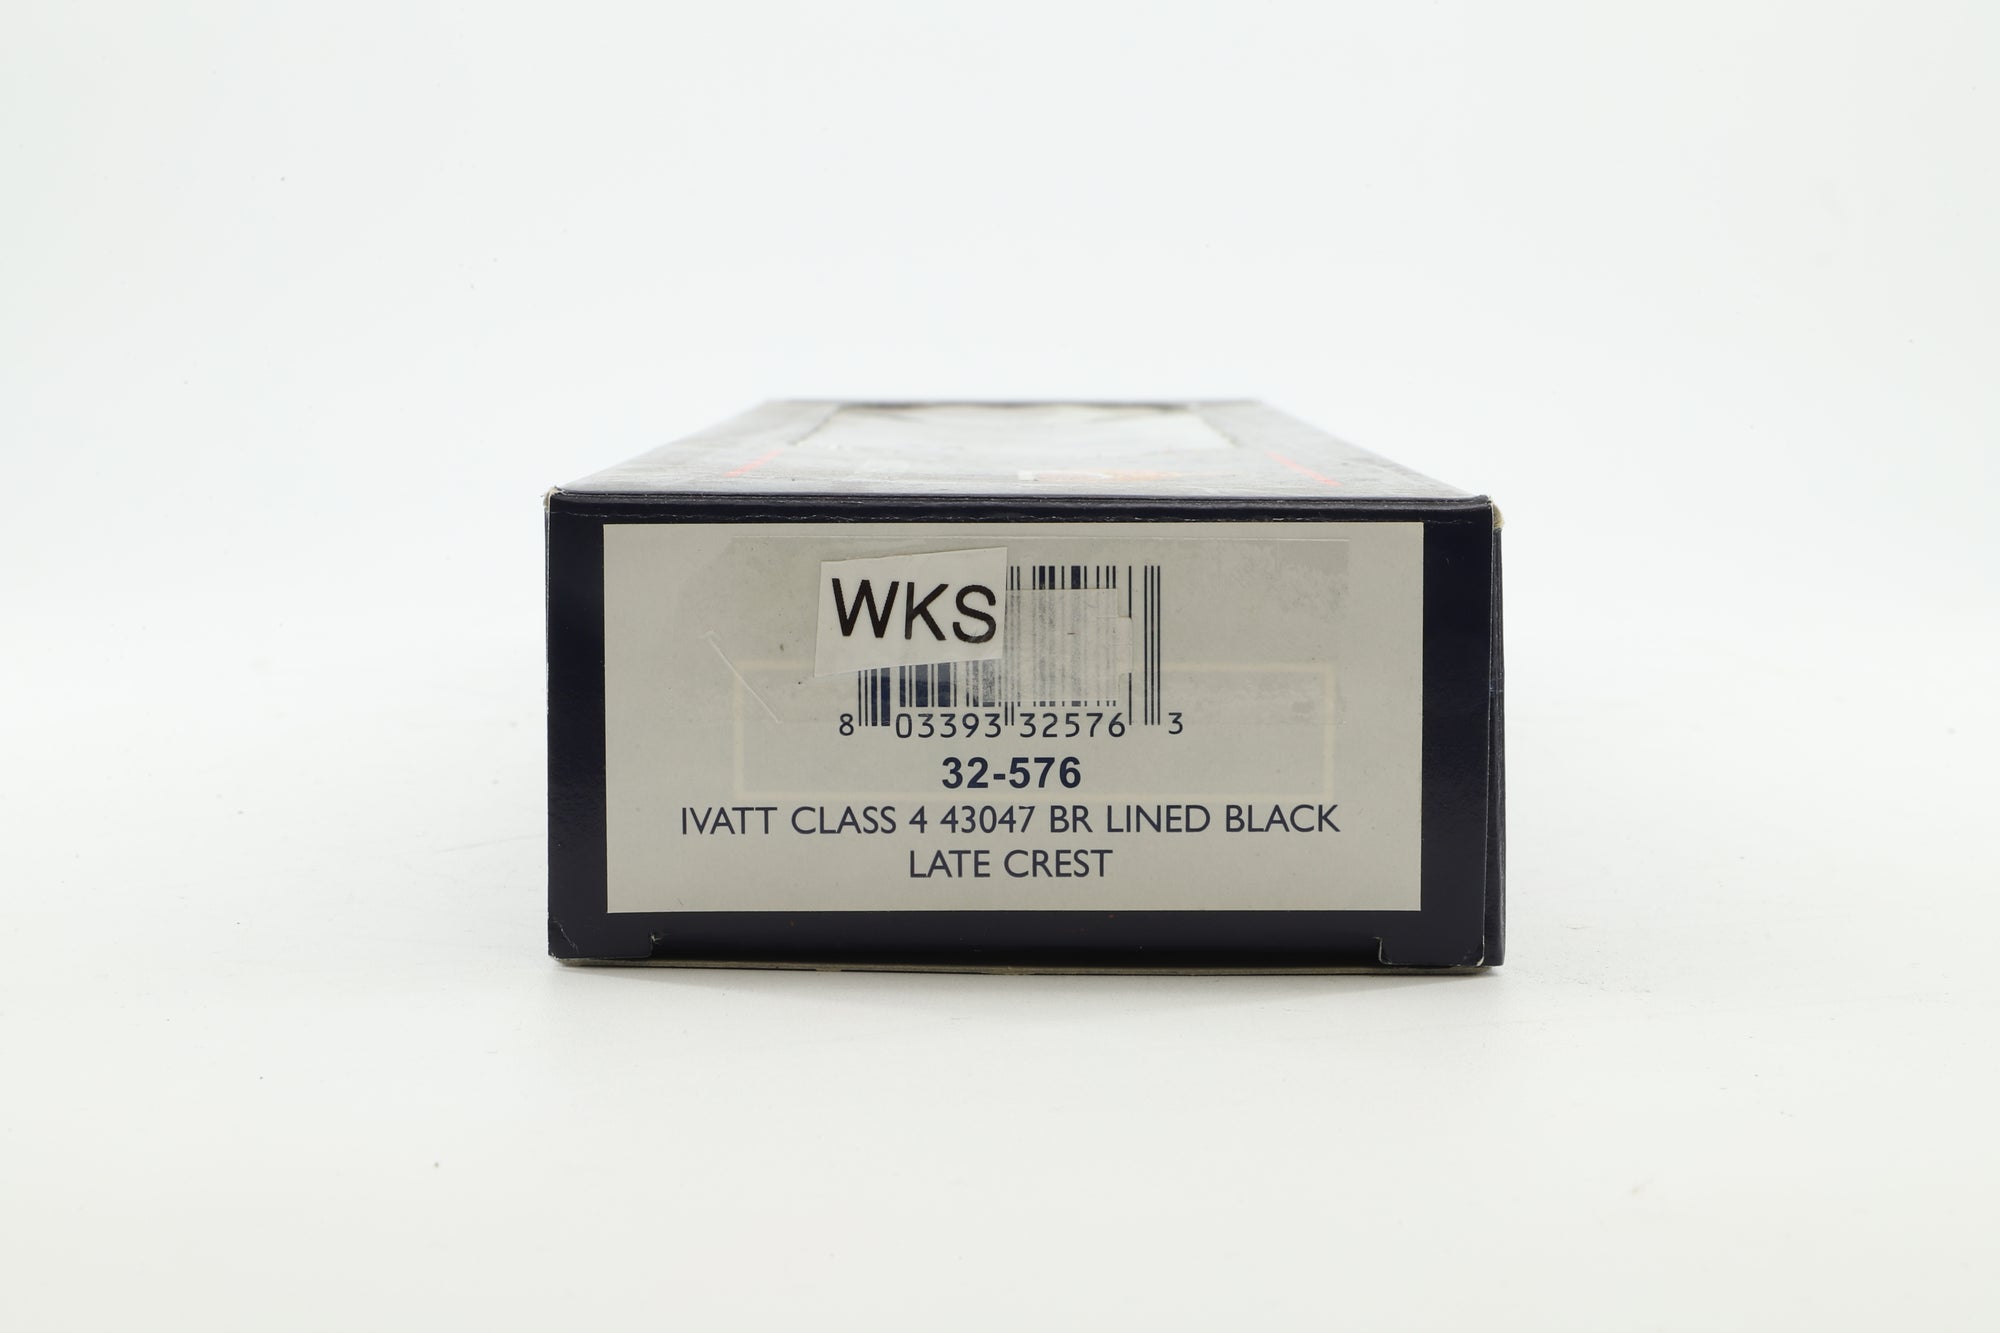 WKS
8 03393 32576 3
32-576
IVATT CLASS 4 43047 BR LINED BLACK
LATE CREST